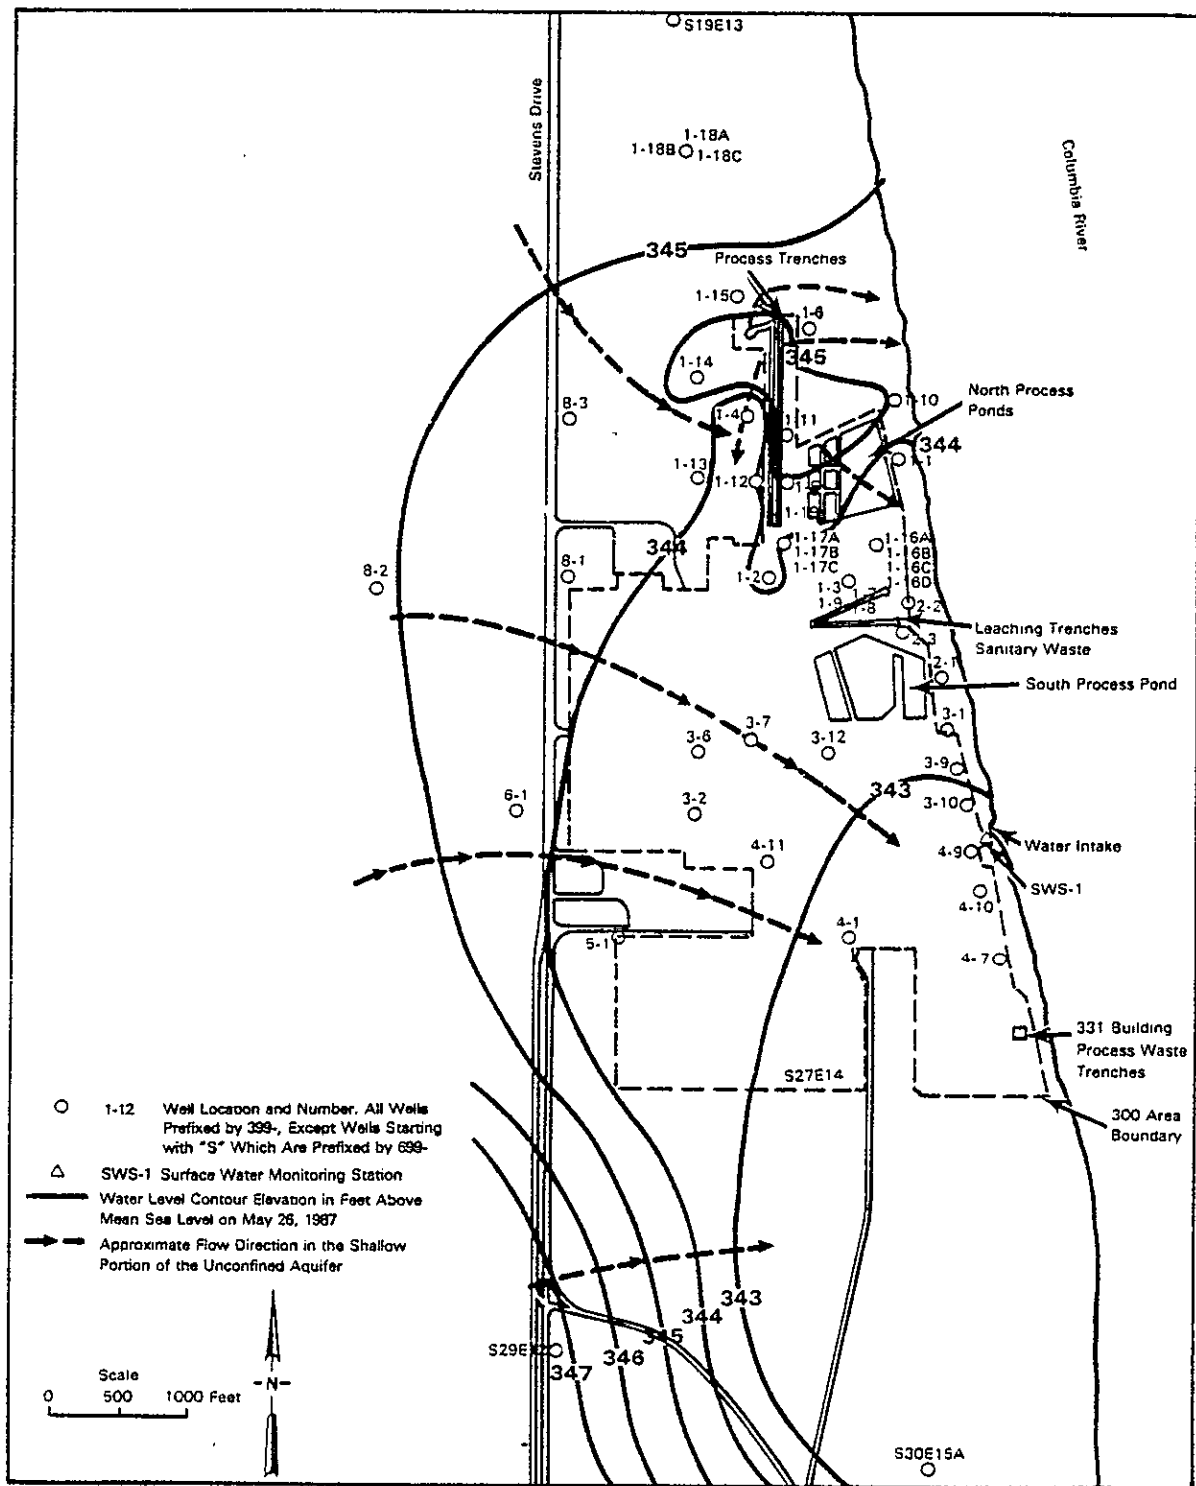 S19E13
Stevens Drive
1-18A
1-18B
1-18C
Columbia River
345
Process Trenches
1-15
1-6
345
1-14
North Process
Ponds
8-3
1-4
1-10
1-11
344
1-1
1-13
1-12
344
1-17A
1-17B
1-17C
1-16A
8-2
8-1
1-2
1-3
1-7
1-9
1-8
2-2
Leaching Trenches
Sanitary Waste
2-3
2-1
South Process Pond
3-1
3-7
3-6
3-12
3-9
343
3-10
6-1
3-2
Water Intake
4-11
4-9
SWS-1
4-10
5-1
4-1
4-7
331 Building
Process Waste
Trenches
S27E14
300 Area
Boundary
1-12 Well Location and Number. All Wells
Prefixed by 399-, Except Wells Starting
with "S" Which Are Prefixed by 699-
SWS-1 Surface Water Monitoring Station
Water Level Contour Elevation in Feet Above
Mean Sea Level on May 26, 1987
Approximate Flow Direction in the Shallow
Portion of the Unconfined Aquifer
343
344
345
346
347
Scale
0 500 1000 Feet
N
S30E15A